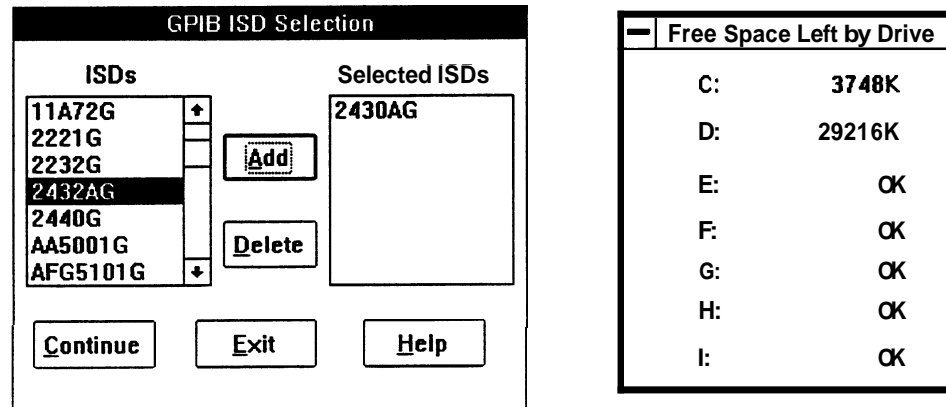 GPIB ISD Selection
ISDs
Selected ISDs
11A72G
2221G
2232G
2432AG
2440G
AA5001G
AFG5101G
Add
Delete
2430AG
Continue
Exit
Help
Free Space Left by Drive
C: 3748K
D: 29216K
E: 0K
F: 0K
G: 0K
H: 0K
I: 0K